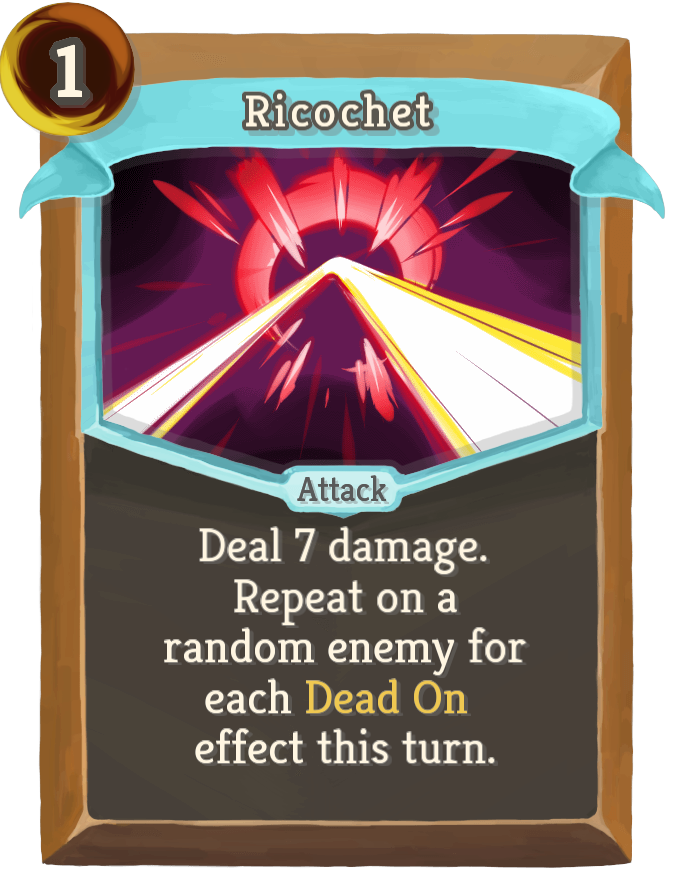 1
Ricochet
Attack
Deal 7 damage.
Repeat on a
random enemy for
each Dead On
effect this turn.